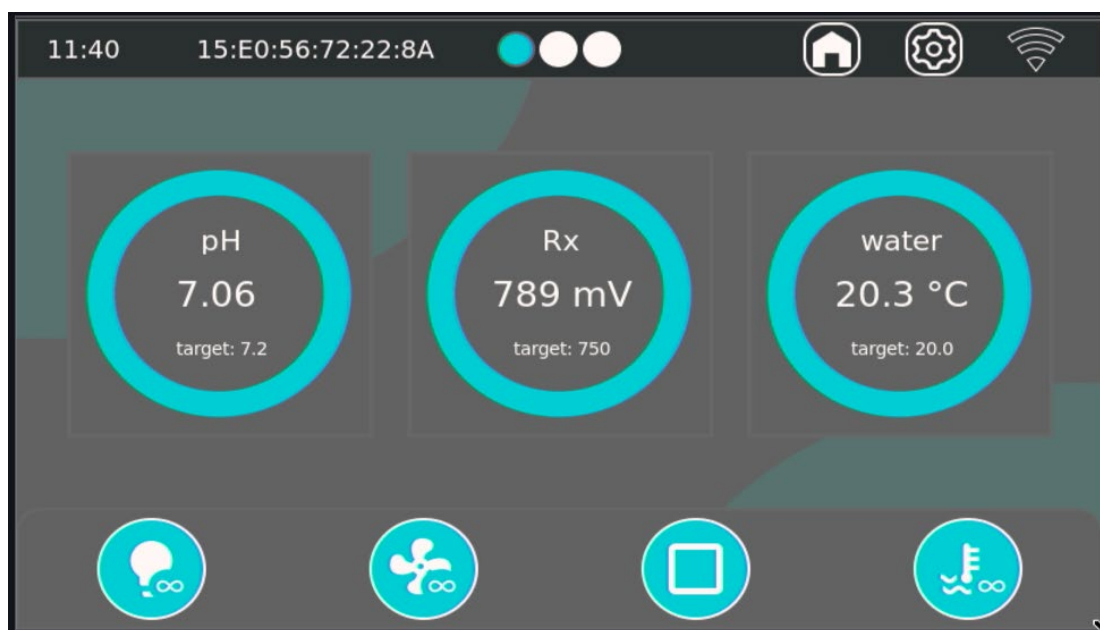 11:40 15:E0:56:72:22:8A
pH
7.06
target: 7.2
Rx
789 mV
target: 750
water
20.3 °C
target: 20.0
∞
∞
∞